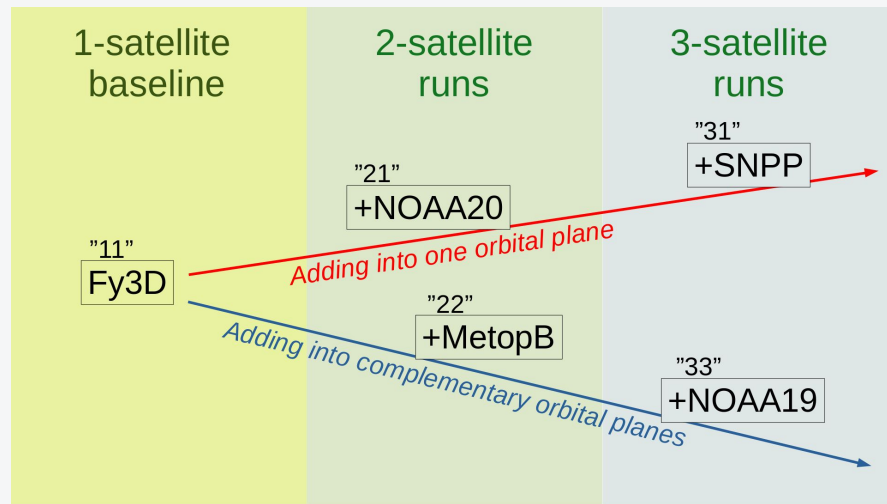 1-satellite
baseline
2-satellite
runs
3-satellite
runs
”31”
+SNPP
”21”
+NOAA20
Adding into one orbital plane
”11”
Fy3D
”22”
+MetopB
Adding into complementary orbital planes
”33”
+NOAA19